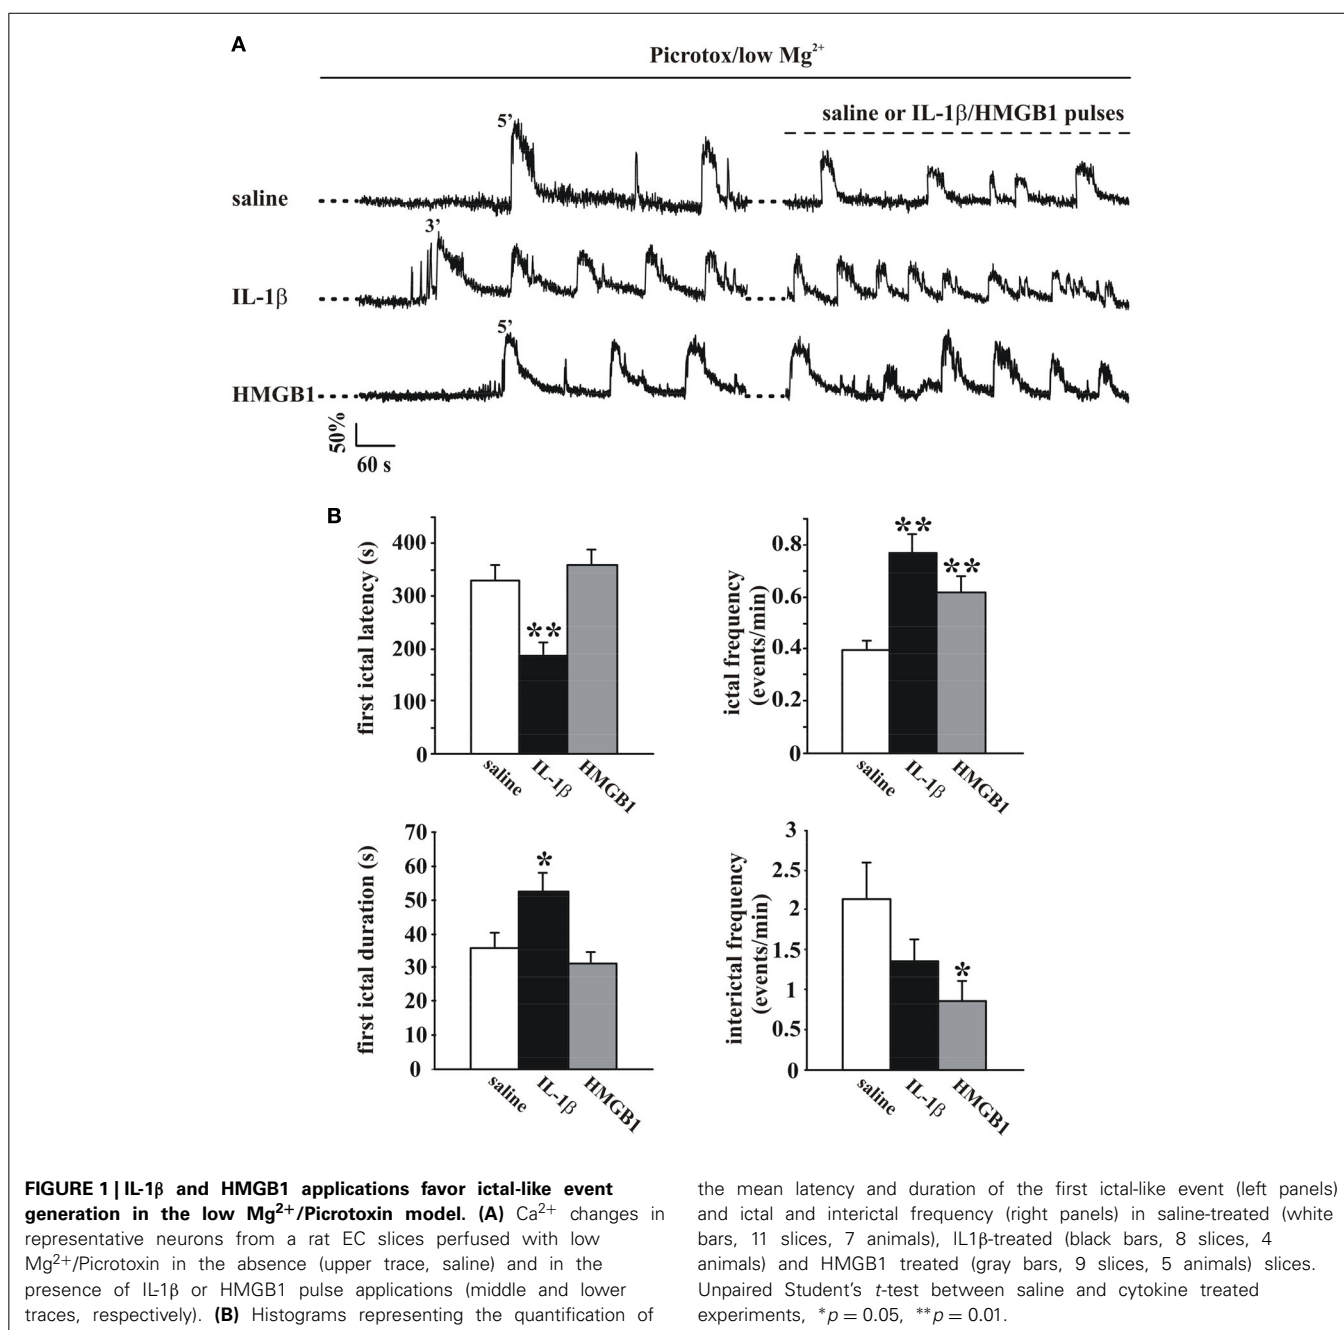 A
Picrotox/low Mg2+
saline or IL-1β/HMGB1 pulses
5’
saline
3’
IL-1β
5’
HMGB1
50%
60 s
B
first ictal latency (s)
400
300
200
100
0
**
saline
IL-1β
HMGB1
ictal frequency
(events/min)
0.8
0.6
0.4
0.2
0
**
**
saline
IL-1β
HMGB1
first ictal duration (s)
70
60
50
40
30
20
10
0
*
saline
IL-1β
HMGB1
interictal frequency
(events/min)
3
2.5
2
1.5
1
0.5
0
*
saline
IL-1β
HMGB1
FIGURE 1 | IL-1β and HMGB1 applications favor ictal-like event
generation in the low Mg2+/Picrotoxin model. (A) Ca2+ changes in
representative neurons from a rat EC slices perfused with low
Mg2+/Picrotoxin in the absence (upper trace, saline) and in the
presence of IL-1β or HMGB1 pulse applications (middle and lower
traces, respectively). (B) Histograms representing the quantification of
the mean latency and duration of the first ictal-like event (left panels)
and ictal and interictal frequency (right panels) in saline-treated (white
bars, 11 slices, 7 animals), IL1β-treated (black bars, 8 slices, 4
animals) and HMGB1 treated (gray bars, 9 slices, 5 animals) slices.
Unpaired Student’s t-test between saline and cytokine treated
experiments, *p = 0.05, **p = 0.01.